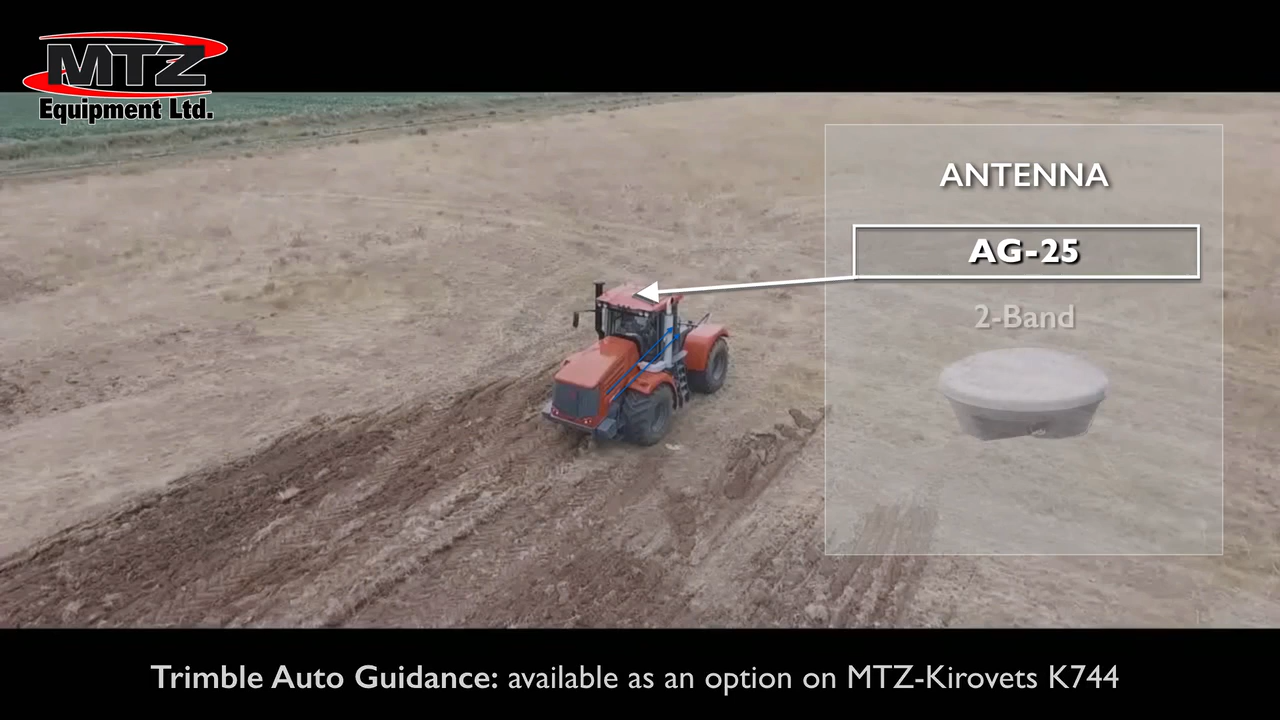 MTZ
Equipment Ltd.
ANTENNA
AG-25
2-Band
Trimble Auto Guidance: available as an option on MTZ-Kirovets K744